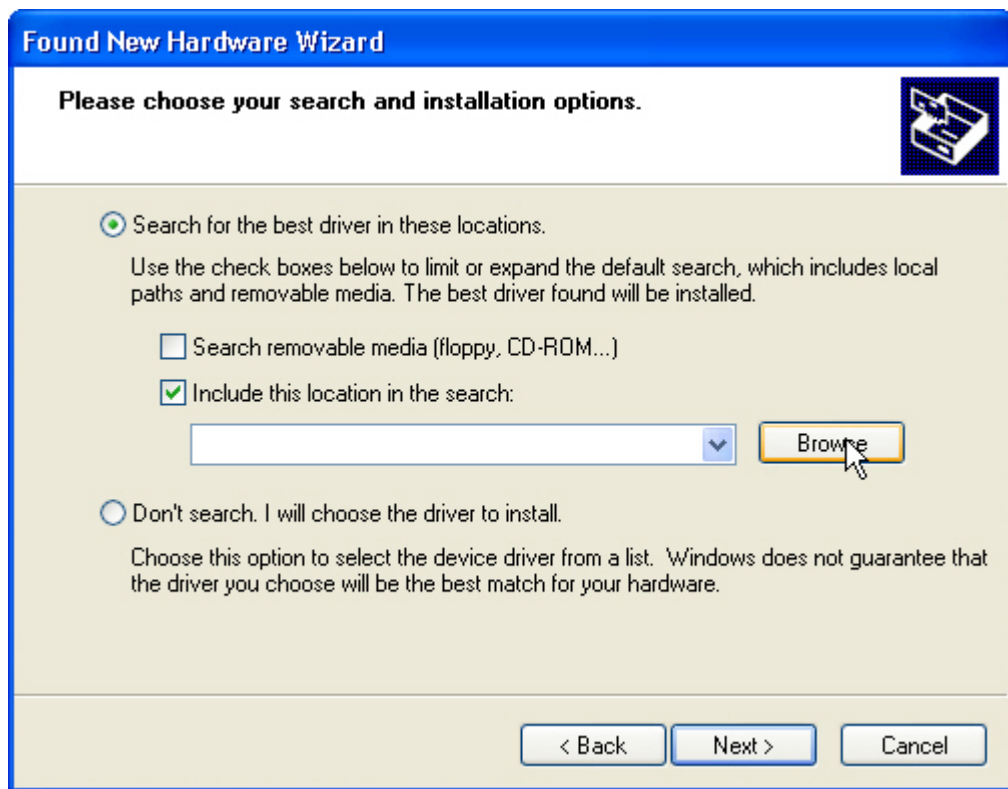 Found New Hardware Wizard
Please choose your search and installation options.
Search for the best driver in these locations.
Use the check boxes below to limit or expand the default search, which includes local
paths and removable media. The best driver found will be installed.
Search removable media (floppy, CD-ROM...)
Include this location in the search:
Browse
Don't search. I will choose the driver to install.
Choose this option to select the device driver from a list.  Windows does not guarantee that
the driver you choose will be the best match for your hardware.
< Back   Next >   Cancel